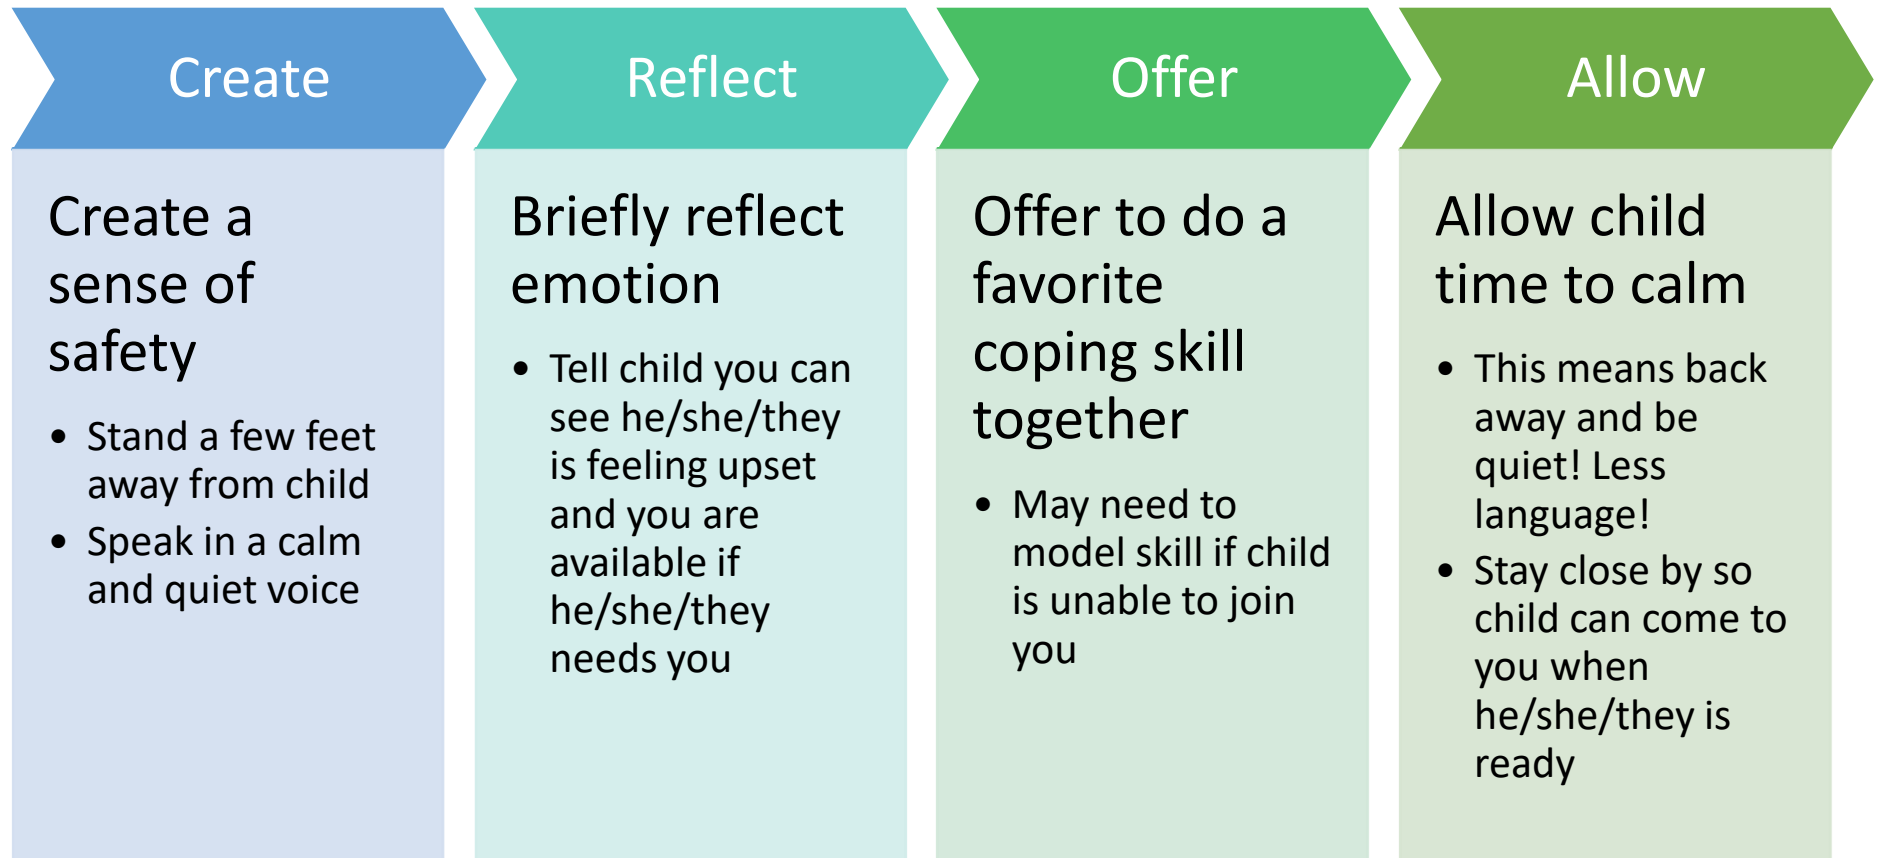 Create
Create a
sense of
safety
• Stand a few feet
away from child
• Speak in a calm
and quiet voice
Reflect
Briefly reflect
emotion
• Tell child you can
see he/she/they
is feeling upset
and you are
available if
he/she/they
needs you
Offer
Offer to do a
favorite
coping skill
together
• May need to
model skill if child
is unable to join
you
Allow
Allow child
time to calm
• This means back
away and be
quiet! Less
language!
• Stay close by so
child can come to
you when
he/she/they is
ready